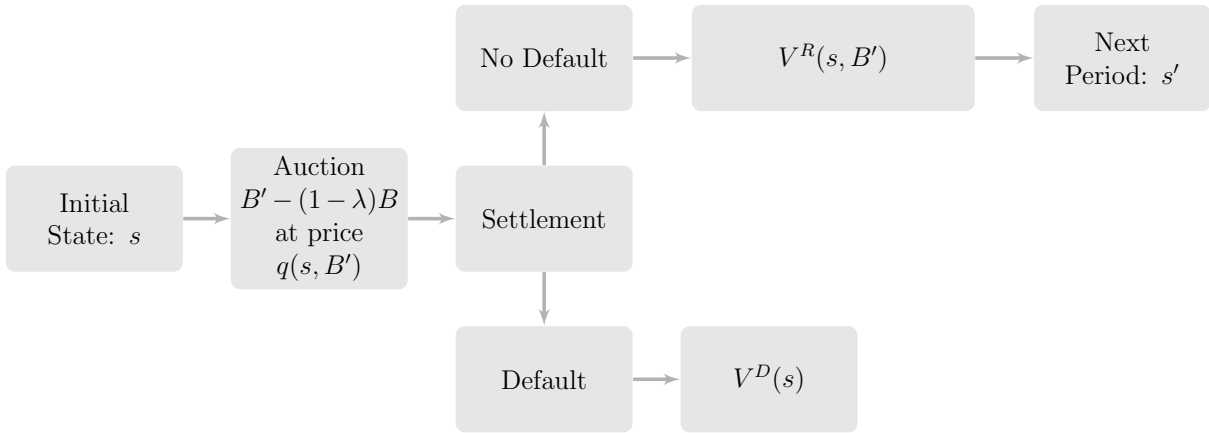 No Default
V^R(s, B′)
Next
Period: s′
Initial
State: s
Auction
B′ − (1 − λ)B
at price
q(s, B′)
Settlement
Default
V^D(s)